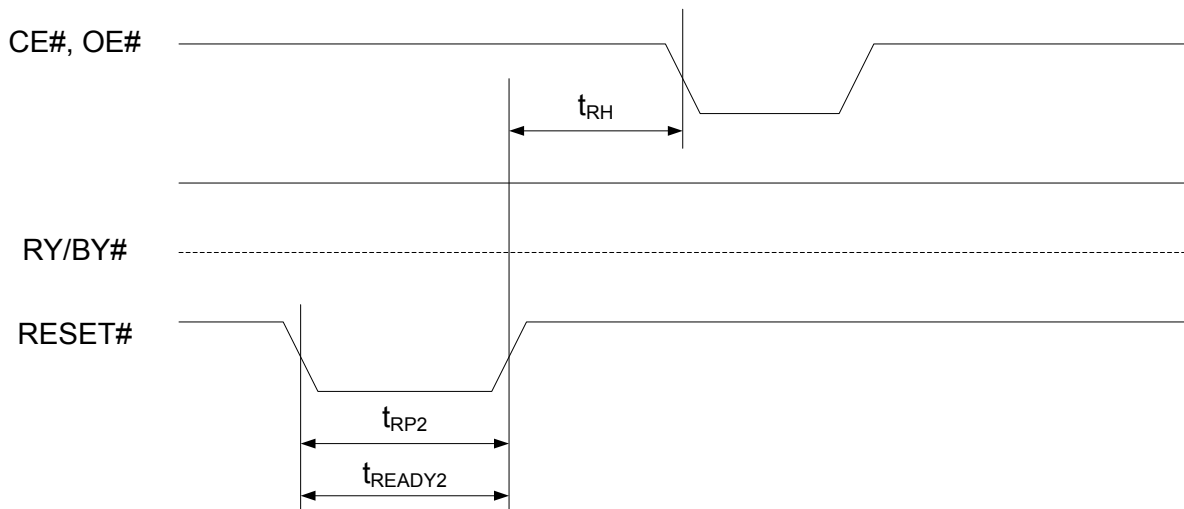 CE#, OE#
tRH
RY/BY#
RESET#
tRP2
tREADY2